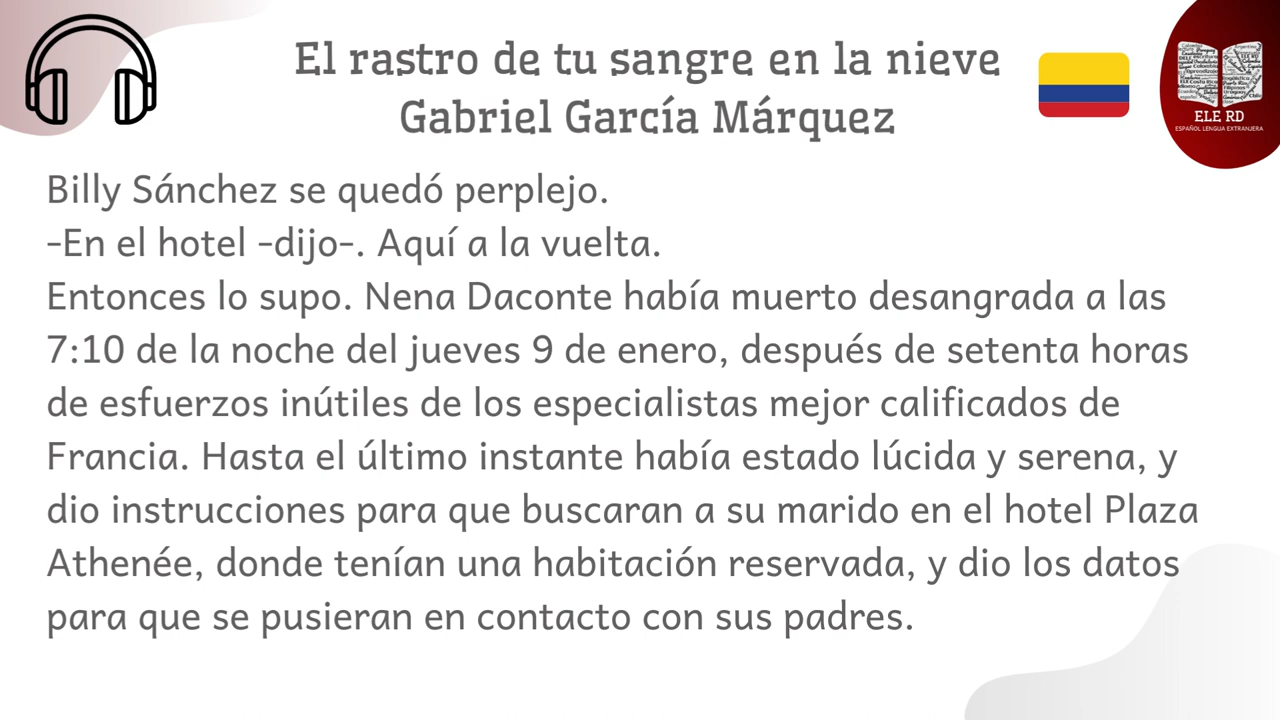 El rastro de tu sangre en la nieve
Gabriel García Márquez
ELE RD
ESPAÑOL LENGUA EXTRANJERA
Billy Sánchez se quedó perplejo.
-En el hotel -dijo-. Aquí a la vuelta.
Entonces lo supo. Nena Daconte había muerto desangrada a las
7:10 de la noche del jueves 9 de enero, después de setenta horas
de esfuerzos inútiles de los especialistas mejor calificados de
Francia. Hasta el último instante había estado lúcida y serena, y
dio instrucciones para que buscaran a su marido en el hotel Plaza
Athenée, donde tenían una habitación reservada, y dio los datos
para que se pusieran en contacto con sus padres.